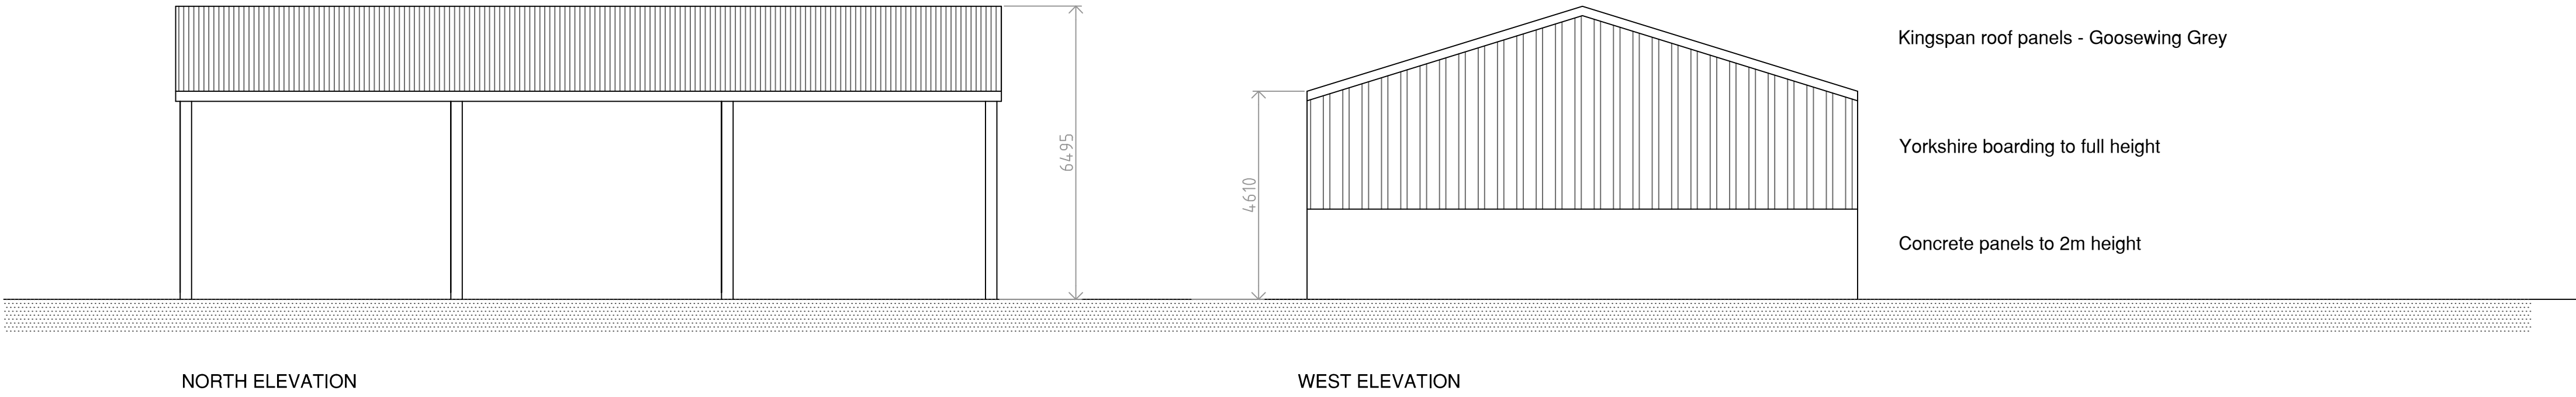 Kingspan roof panels - Goosewing Grey
6495
Yorkshire boarding to full height
4610
Concrete panels to 2m height
NORTH ELEVATION
WEST ELEVATION